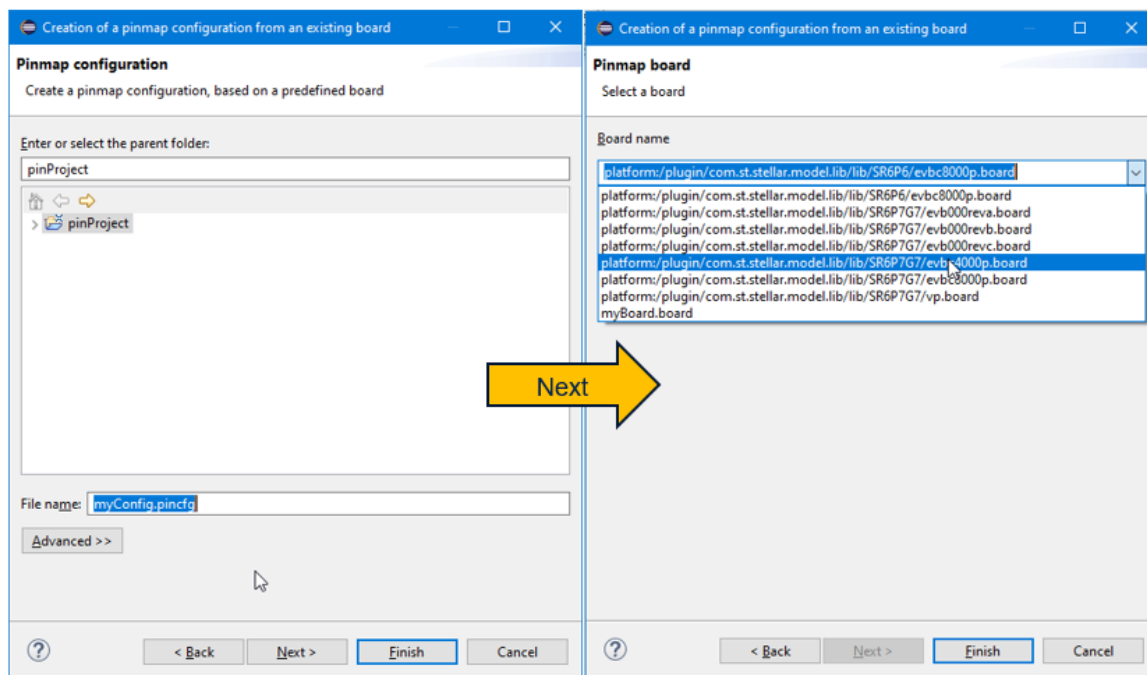 Creation of a pinmap configuration from an existing board
Pinmap configuration
Create a pinmap configuration, based on a predefined board
Enter or select the parent folder:
pinProject
pinProject
File name: myConfig.pincfg
Advanced >>
? < Back Next > Finish Cancel
Next
Creation of a pinmap configuration from an existing board
Pinmap board
Select a board
Board name
platform:/plugin/com.st.stellar.model.lib/lib/SR6P6/evbc8000p.board
platform:/plugin/com.st.stellar.model.lib/lib/SR6P6/evbc8000p.board
platform:/plugin/com.st.stellar.model.lib/lib/SR6P7G7/evb000reva.board
platform:/plugin/com.st.stellar.model.lib/lib/SR6P7G7/evb000revb.board
platform:/plugin/com.st.stellar.model.lib/lib/SR6P7G7/evb000revc.board
platform:/plugin/com.st.stellar.model.lib/lib/SR6P7G7/evbc4000p.board
platform:/plugin/com.st.stellar.model.lib/lib/SR6P7G7/evbc8000p.board
platform:/plugin/com.st.stellar.model.lib/lib/SR6P7G7/vp.board
myBoard.board
? < Back Next > Finish Cancel